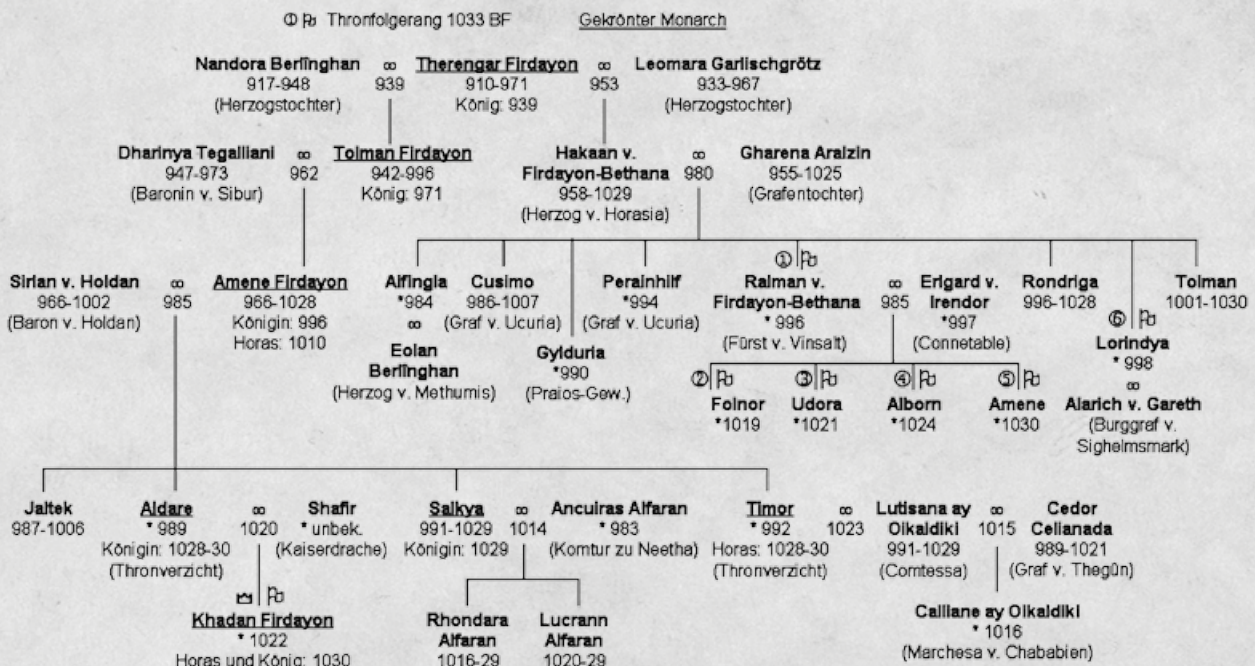 ① Thronfolgerang 1033 BF Gekrönter Monarch
Nandora Berlînghan ∞ Therengar Firdayon ∞ Leomara Garlischgrötz
917-948 939 910-971 953 933-967
(Herzogstochter) König: 939 (Herzogstochter)
Dharinya Tegalliani ∞ Tolman Firdayon Hakaan v. ∞ Gharena Aralzin
947-973 962 942-996 Firdayon-Bethana 980 955-1025
(Baronin v. Sibur) König: 971 958-1029 (Grafentochter)
(Herzog v. Horasia)
Sirlan v. Holdan ∞ Amene Firdayon Alfingia Cusimo Perainhilf ① Ralman v. ∞ Erlgard v. Rondriga Tolman
966-1002 985 966-1028 *984 986-1007 *994 Firdayon-Bethana 985 Irendor 996-1028 1001-1030
(Baron v. Holdan) Königin: 996 ∞ (Graf v. Ucuria) (Graf v. Ucuria) * 996 *997 ⑥
Horas: 1010 Eolan Gylduria (Fürst v. Vinsalt) (Connetable) Lorindya
Berlînghan *990 * 998
(Herzog v. Methumis) (Praios-Gew.) ② ③ ④ ⑤ ∞
Folnor Udora Alborn Amene Alarich v. Gareth
*1019 *1021 *1024 *1030 (Burggraf v.
Sighelmsmark)
Jaltek Aldare ∞ Shafir Salkya ∞ Ancuiras Alfaran Timor ∞ Lutisana ay ∞ Cedor
987-1006 * 989 1020 * unbek. 991-1029 1014 * 983 * 992 1023 Oikaldiki 1015 Cellanada
Königin: 1028-30 (Kaiserdrache) Königin: 1029 (Komtur zu Neetha) Horas: 1028-30 991-1029 989-1021
(Thronverzicht) (Thronverzicht) (Comtessa) (Graf v. Thegûn)
Khadan Firdayon Rhondara Lucrann Calliane ay Oikaldiki
* 1022 Alfaran Alfaran * 1016
Horas und König: 1030 1016-29 1020-29 (Marchesa v. Chababien)